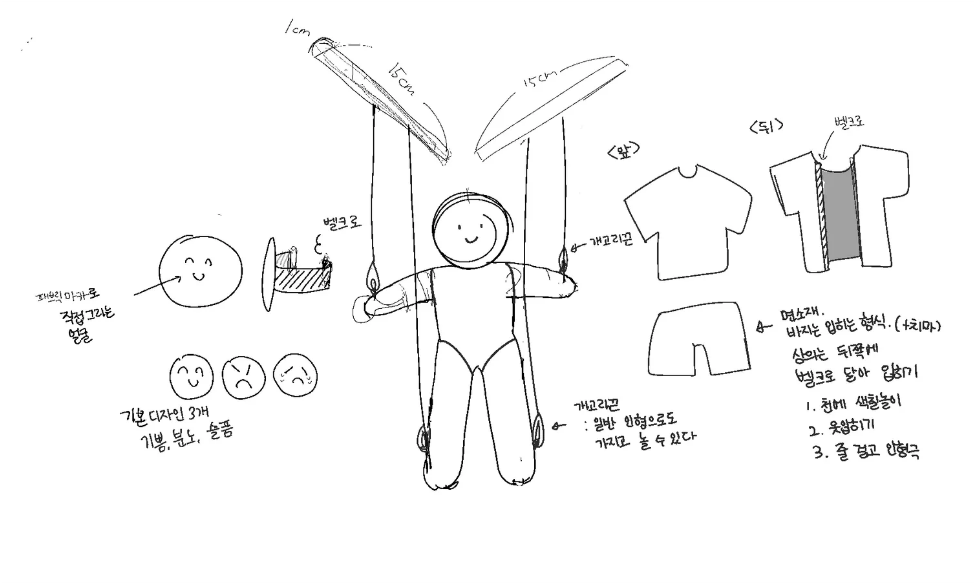 1cm
15cm
15cm
<앞>
<뒤>
벨크로
벨크로
개고리끈
패브릭 마카로
직접 그리는
얼굴
기본 디자인 3개
기쁨, 분노, 슬픔
개고리끈
: 일반 인형으로도
가지고 놀 수 있다
면소재.
바지는 입히는 형식. (+치마)
상의는 뒤쪽에
벨크로 달아 입히기
1. 천에 색칠놀이
2. 옷입히기
3. 줄 걸고 인형극